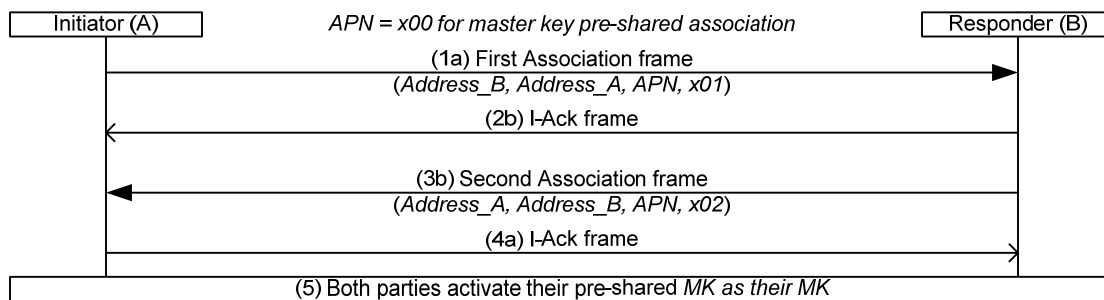 Initiator (A)
APN = x00 for master key pre-shared association
Responder (B)
(1a) First Association frame
(Address_B, Address_A, APN, x01)
(2b) I-Ack frame
(3b) Second Association frame
(Address_A, Address_B, APN, x02)
(4a) I-Ack frame
(5) Both parties activate their pre-shared MK as their MK